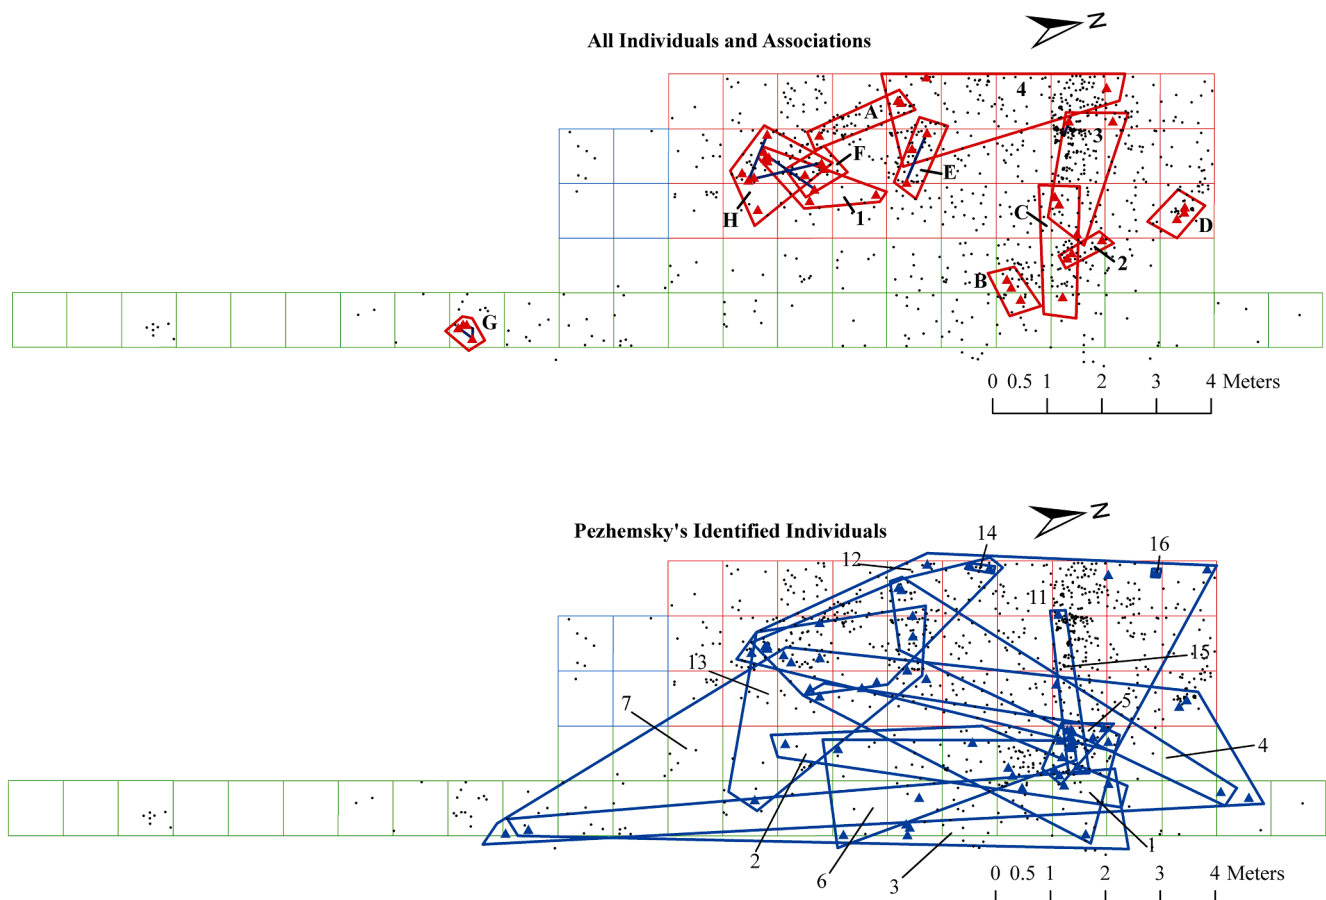 N
All Individuals and Associations
4
A
3
F
E
H
1
C
D
2
B
G
0 0.5 1 2 3 4 Meters
N
Pezhemsky's Identified Individuals
14
16
12
11
13
15
7
5
4
2
1
6
3
0 0.5 1 2 3 4 Meters